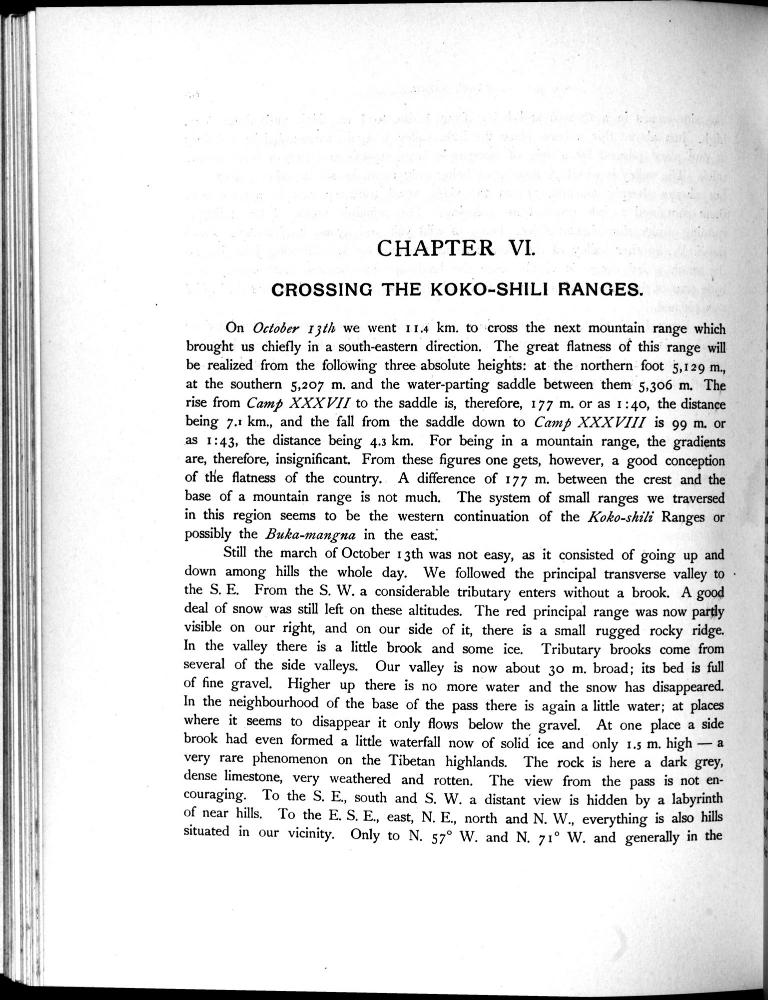 CHAPTER VI.
CROSSING THE KOKO-SHILI RANGES.
On October 13th we went 11.4 km. to cross the next mountain range which
brought us chiefly in a south-eastern direction. The great flatness of this range will
be realized from the following three absolute heights: at the northern foot 5,129 m.,
at the southern 5,207 m. and the water-parting saddle between them 5,306 m. The
rise from Camp XXXVII to the saddle is, therefore, 177 m. or as 1:40, the distance
being 7.1 km., and the fall from the saddle down to Camp XXXVIII is 99 m. or
as 1:43, the distance being 4.3 km. For being in a mountain range, the gradients
are, therefore, insignificant. From these figures one gets, however, a good conception
of the flatness of the country. A difference of 177 m. between the crest and the
base of a mountain range is not much. The system of small ranges we traversed
in this region seems to be the western continuation of the Koko-shili Ranges or
possibly the Buka-mangna in the east.
Still the march of October 13th was not easy, as it consisted of going up and
down among hills the whole day. We followed the principal transverse valley to
the S. E. From the S. W. a considerable tributary enters without a brook. A good
deal of snow was still left on these altitudes. The red principal range was now partly
visible on our right, and on our side of it, there is a small rugged rocky ridge.
In the valley there is a little brook and some ice. Tributary brooks come from
several of the side valleys. Our valley is now about 30 m. broad; its bed is full
of fine gravel. Higher up there is no more water and the snow has disappeared.
In the neighbourhood of the base of the pass there is again a little water; at places
where it seems to disappear it only flows below the gravel. At one place a side
brook had even formed a little waterfall now of solid ice and only 1.5 m. high — a
very rare phenomenon on the Tibetan highlands. The rock is here a dark grey,
dense limestone, very weathered and rotten. The view from the pass is not en-
couraging. To the S. E., south and S. W. a distant view is hidden by a labyrinth
of near hills. To the E. S. E., east, N. E., north and N. W., everything is also hills
situated in our vicinity. Only to N. 57° W. and N. 71° W. and generally in the